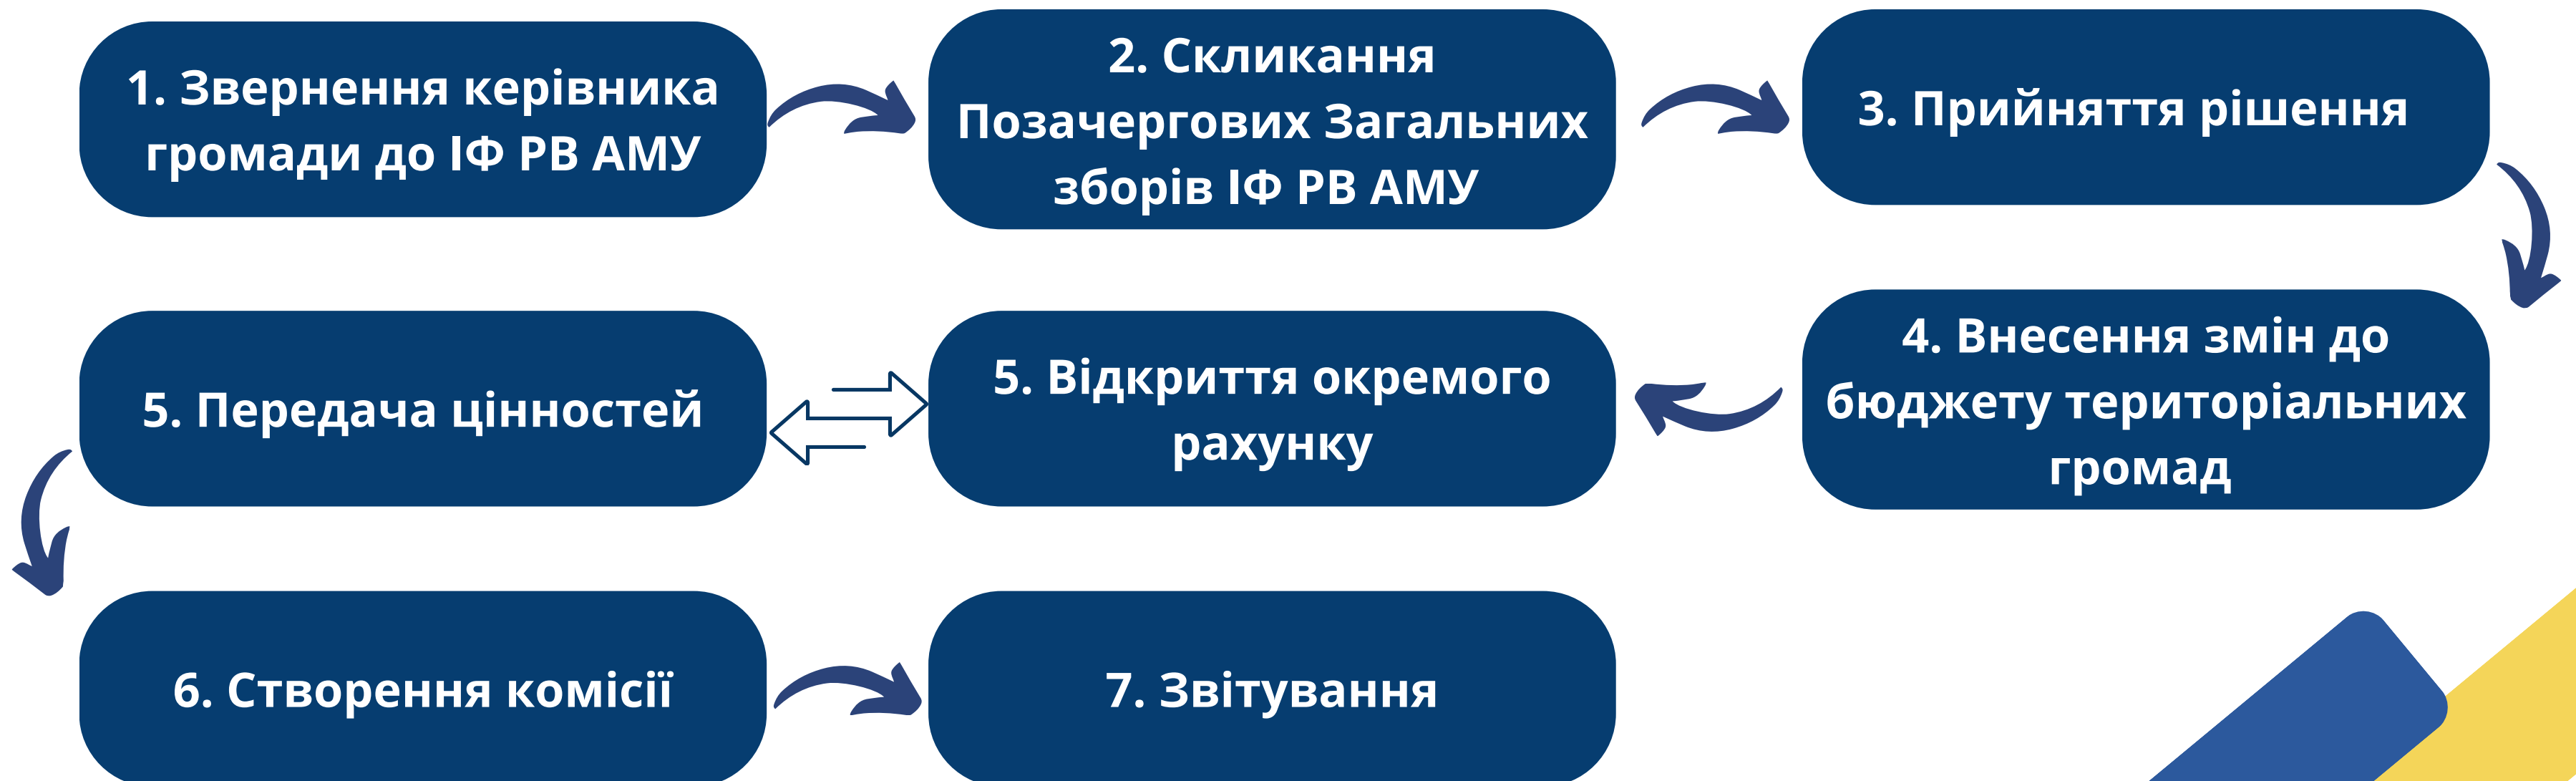 1. Звернення керівника
громади до ІФ РВ АМУ
2. Скликання
Позачергових Загальних
зборів ІФ РВ АМУ
3. Прийняття рішення
4. Внесення змін до
бюджету територіальних
громад
5. Відкриття окремого
рахунку
5. Передача цінностей
6. Створення комісії
7. Звітування